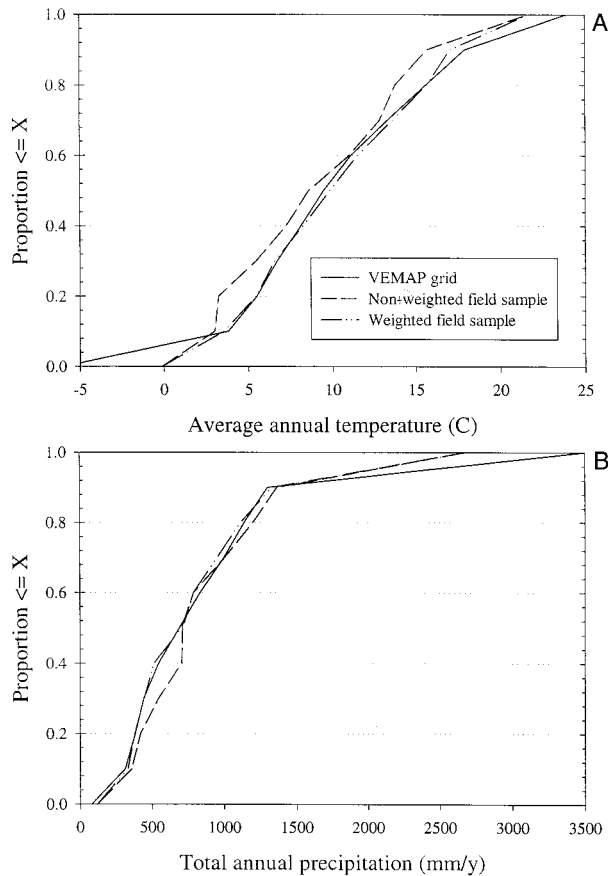 A
1.0
0.8
0.6
0.4
0.2
0.0
Proportion <= X
VEMAP grid
Non-weighted field sample
Weighted field sample
-5 0 5 10 15 20 25
Average annual temperature (C)
B
1.0
0.8
0.6
0.4
0.2
0.0
Proportion <= X
0 500 1000 1500 2000 2500 3000 3500
Total annual precipitation (mm/y)